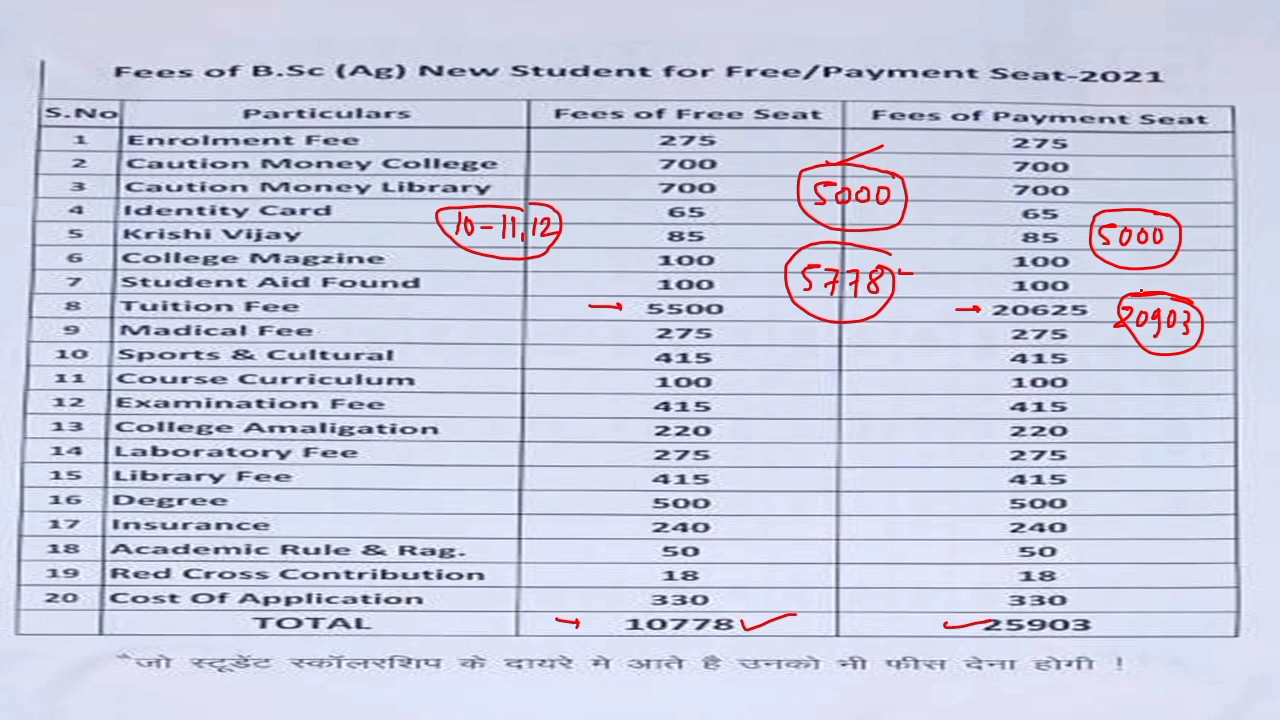 Fees of B.Sc (Ag) New Student for Free/Payment Seat-2021
S.No Particulars Fees of Free Seat Fees of Payment Seat
1 Enrolment Fee 275 275
2 Caution Money College 700 700
3 Caution Money Library 700 700
5000
4 Identity Card 65 65
10-11,12
5 Krishi Vijay 85 85 5000
6 College Magzine 100 100
5778
7 Student Aid Found 100 100
8 Tuition Fee → 5500 → 20625 20903
9 Madical Fee 275 275
10 Sports & Cultural 415 415
11 Course Curriculum 100 100
12 Examination Fee 415 415
13 College Amaligation 220 220
14 Laboratory Fee 275 275
15 Library Fee 415 415
16 Degree 500 500
17 Insurance 240 240
18 Academic Rule & Rag. 50 50
19 Red Cross Contribution 18 18
20 Cost Of Application 330 330
TOTAL → 10778 ✓ ✓ 25903
*जो स्टूडेंट स्कॉलरशिप के दायरे मे आते है उनको भी फीस देना होगी !